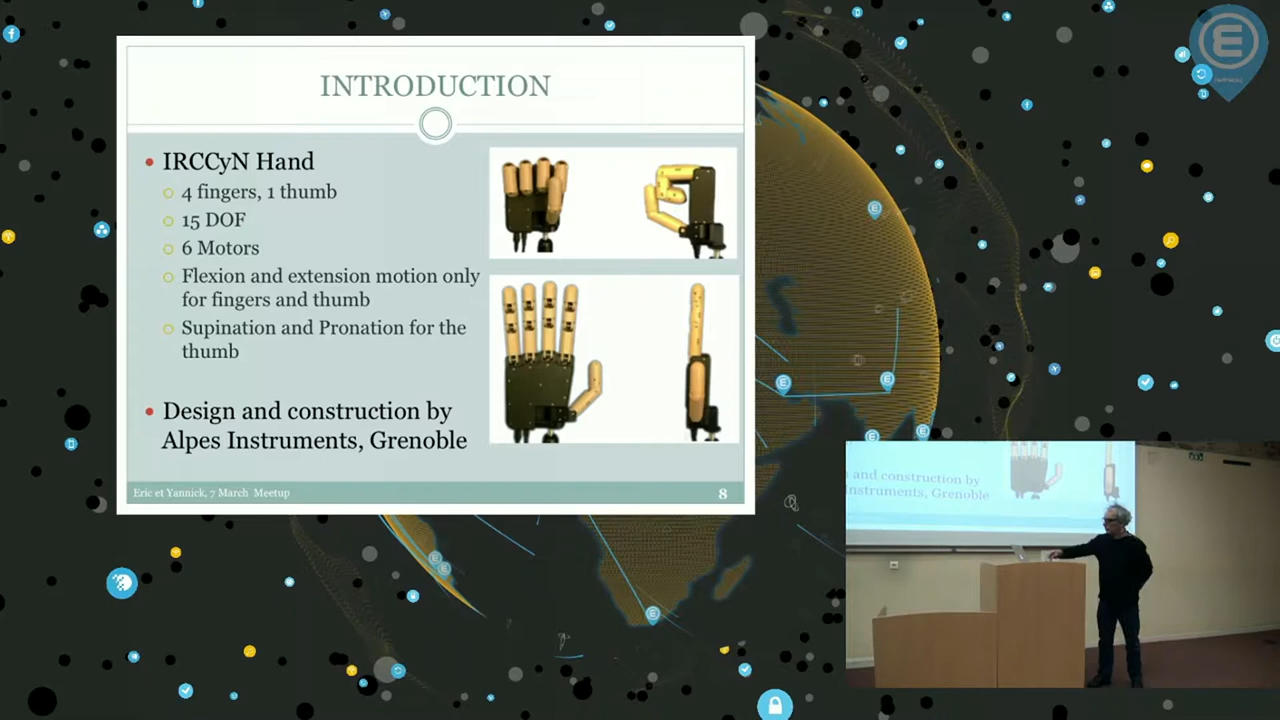 INTRODUCTION
IRCCyN Hand
4 fingers, 1 thumb
15 DOF
6 Motors
Flexion and extension motion only
for fingers and thumb
Supination and Pronation for the
thumb
Design and construction by
Alpes Instruments, Grenoble
Eric et Yannick, 7 March Meetup
8
and construction by
Instruments, Grenoble